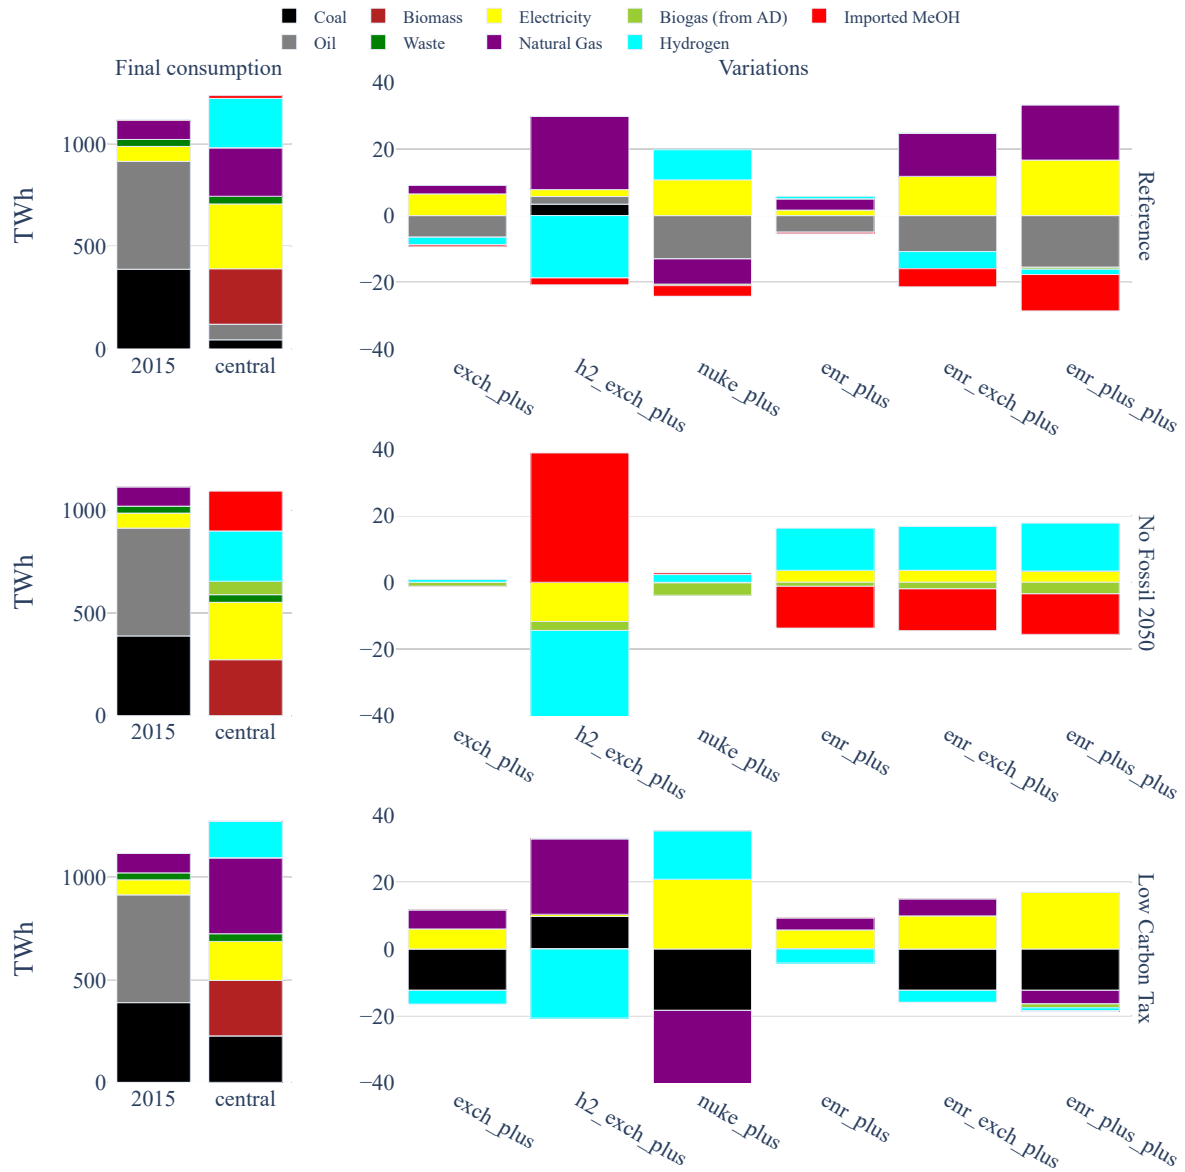 Coal Biomass Electricity Biogas (from AD) Imported MeOH
Oil Waste Natural Gas Hydrogen
Final consumption Variations
TWh
1000
500
0
2015 central
40
20
0
−20
−40
exch_plus h2_exch_plus nuke_plus enr_plus enr_exch_plus enr_plus_plus
Reference
TWh
1000
500
0
2015 central
40
20
0
−20
−40
exch_plus h2_exch_plus nuke_plus enr_plus enr_exch_plus enr_plus_plus
No Fossil 2050
TWh
1000
500
0
2015 central
40
20
0
−20
−40
exch_plus h2_exch_plus nuke_plus enr_plus enr_exch_plus enr_plus_plus
Low Carbon Tax